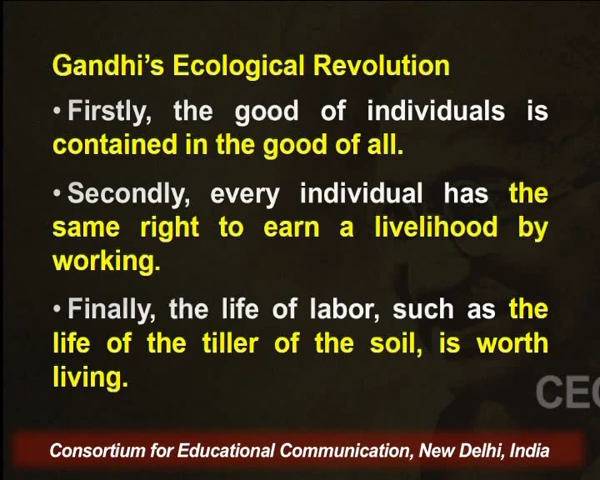 Gandhi's Ecological Revolution
• Firstly, the good of individuals is
contained in the good of all.
• Secondly, every individual has the
same right to earn a livelihood by
working.
• Finally, the life of labor, such as the
life of the tiller of the soil, is worth
living.
CEC
Consortium for Educational Communication, New Delhi, India